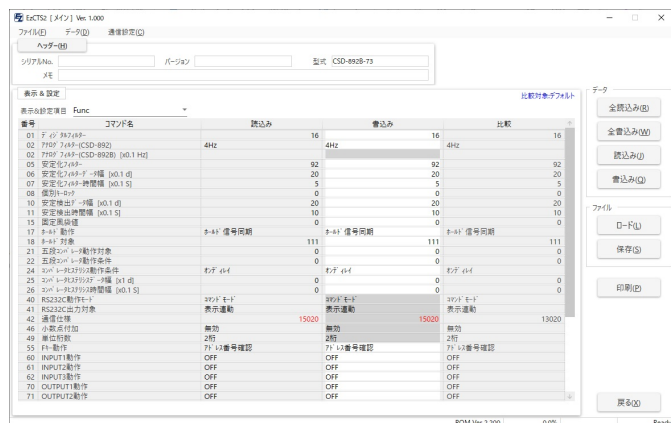 EzCTS2 [メイン] Ver. 1.000
ファイル(F) データ(D) 通信設定(C)
ヘッダー(H)
シリアルNo. バージョン 型式 CSD-892B-73
メモ
表示 & 設定 比較対象:デフォルト
表示&設定項目 Func
番号 コマンド名 読込み 書込み 比較
01 ディジタルフィルター 16 16 16
02 アナログフィルター(CSD-892) 4Hz 4Hz 4Hz
02 アナログフィルター(CSD-892B) [x0.1 Hz]
05 安定化フィルター 92 92 92
06 安定化フィルターデータ幅 [x0.1 d] 20 20 20
07 安定化フィルター時間幅 [x0.1 S] 5 5 5
08 個別キーロック 0 0 0
10 安定検出データ幅 [x0.1 d] 20 20 20
11 安定検出時間幅 [x0.1 S] 10 10 10
15 固定風袋値 0 0 0
17 ホールド動作 ホールド信号同期 ホールド信号同期 ホールド信号同期
18 ホールド対象 111 111 111
21 五段コンパレータ動作対象 0 0 0
22 五段コンパレータ動作条件 0 0 0
24 コンパレータヒステリシス動作条件 オンディレイ オンディレイ オンディレイ
25 コンパレータヒステリシスデータ幅 [x1 d] 0 0 0
26 コンパレータヒステリシス時間幅 [x0.1 S] 0 0 0
40 RS232C動作モード コマンドモード コマンドモード コマンドモード
41 RS232C出力対象 表示連動 表示連動 表示連動
42 通信仕様 15020 15020 13020
46 小数点付加 無効 無効 無効
49 単位桁数 2桁 2桁 2桁
55 Fキー動作 アドレス番号確認 アドレス番号確認 アドレス番号確認
60 INPUT1動作 OFF OFF OFF
61 INPUT2動作 OFF OFF OFF
62 INPUT3動作 OFF OFF OFF
70 OUTPUT1動作 OFF OFF OFF
71 OUTPUT2動作 OFF OFF OFF
データ
全読込み(R)
全書込み(W)
読込み(I)
書込み(O)
ファイル
ロード(L)
保存(S)
印刷(P)
戻る(X)
ROM Ver 2.200 0.0% Ready